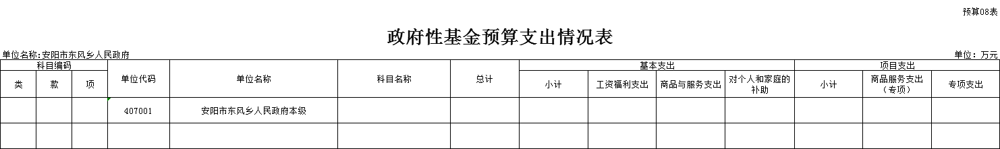 预算08表
政府性基金预算支出情况表
单位名称:安阳市东风乡人民政府 单位：万元
科目编码 单位代码 单位名称 科目名称 总计 基本支出 项目支出
类 款 项 小计 工资福利支出 商品与服务支出 对个人和家庭的补助 小计 商品服务支出（专项） 专项支出
407001 安阳市东风乡人民政府本级